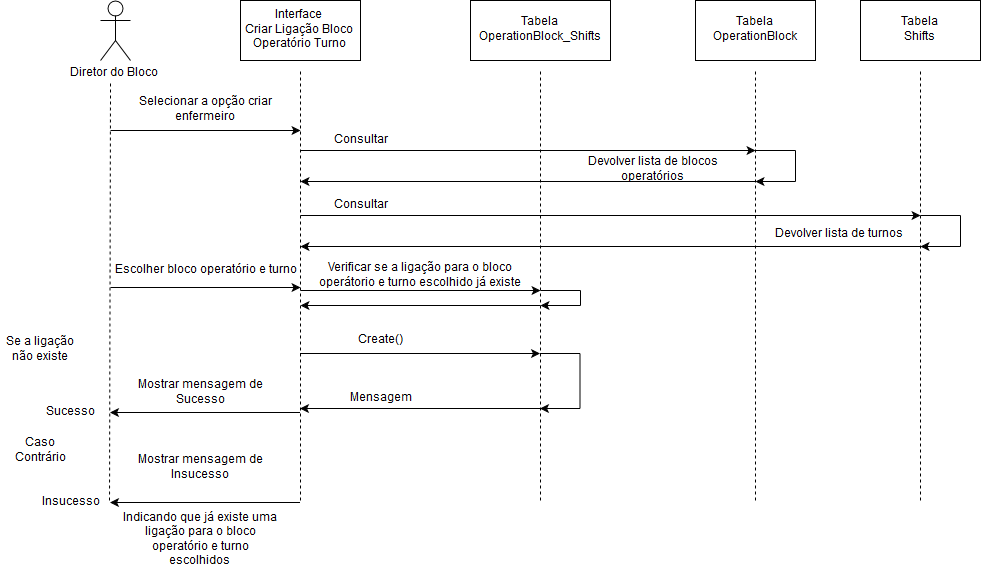 Interface
Criar Ligação Bloco
Operatório Turno
Tabela
OperationBlock_Shifts
Tabela
OperationBlock
Tabela
Shifts
Diretor do Bloco
Selecionar a opção criar
enfermeiro
Consultar
Devolver lista de blocos
operatórios
Consultar
Devolver lista de turnos
Escolher bloco operatório e turno
Verificar se a ligação para o bloco
operátorio e turno escolhido já existe
Se a ligação
não existe
Create()
Mostrar mensagem de
Sucesso
Mensagem
Sucesso
Caso
Contrário
Mostrar mensagem de
Insucesso
Insucesso
Indicando que já existe uma
ligação para o bloco
operatório e turno
escolhidos